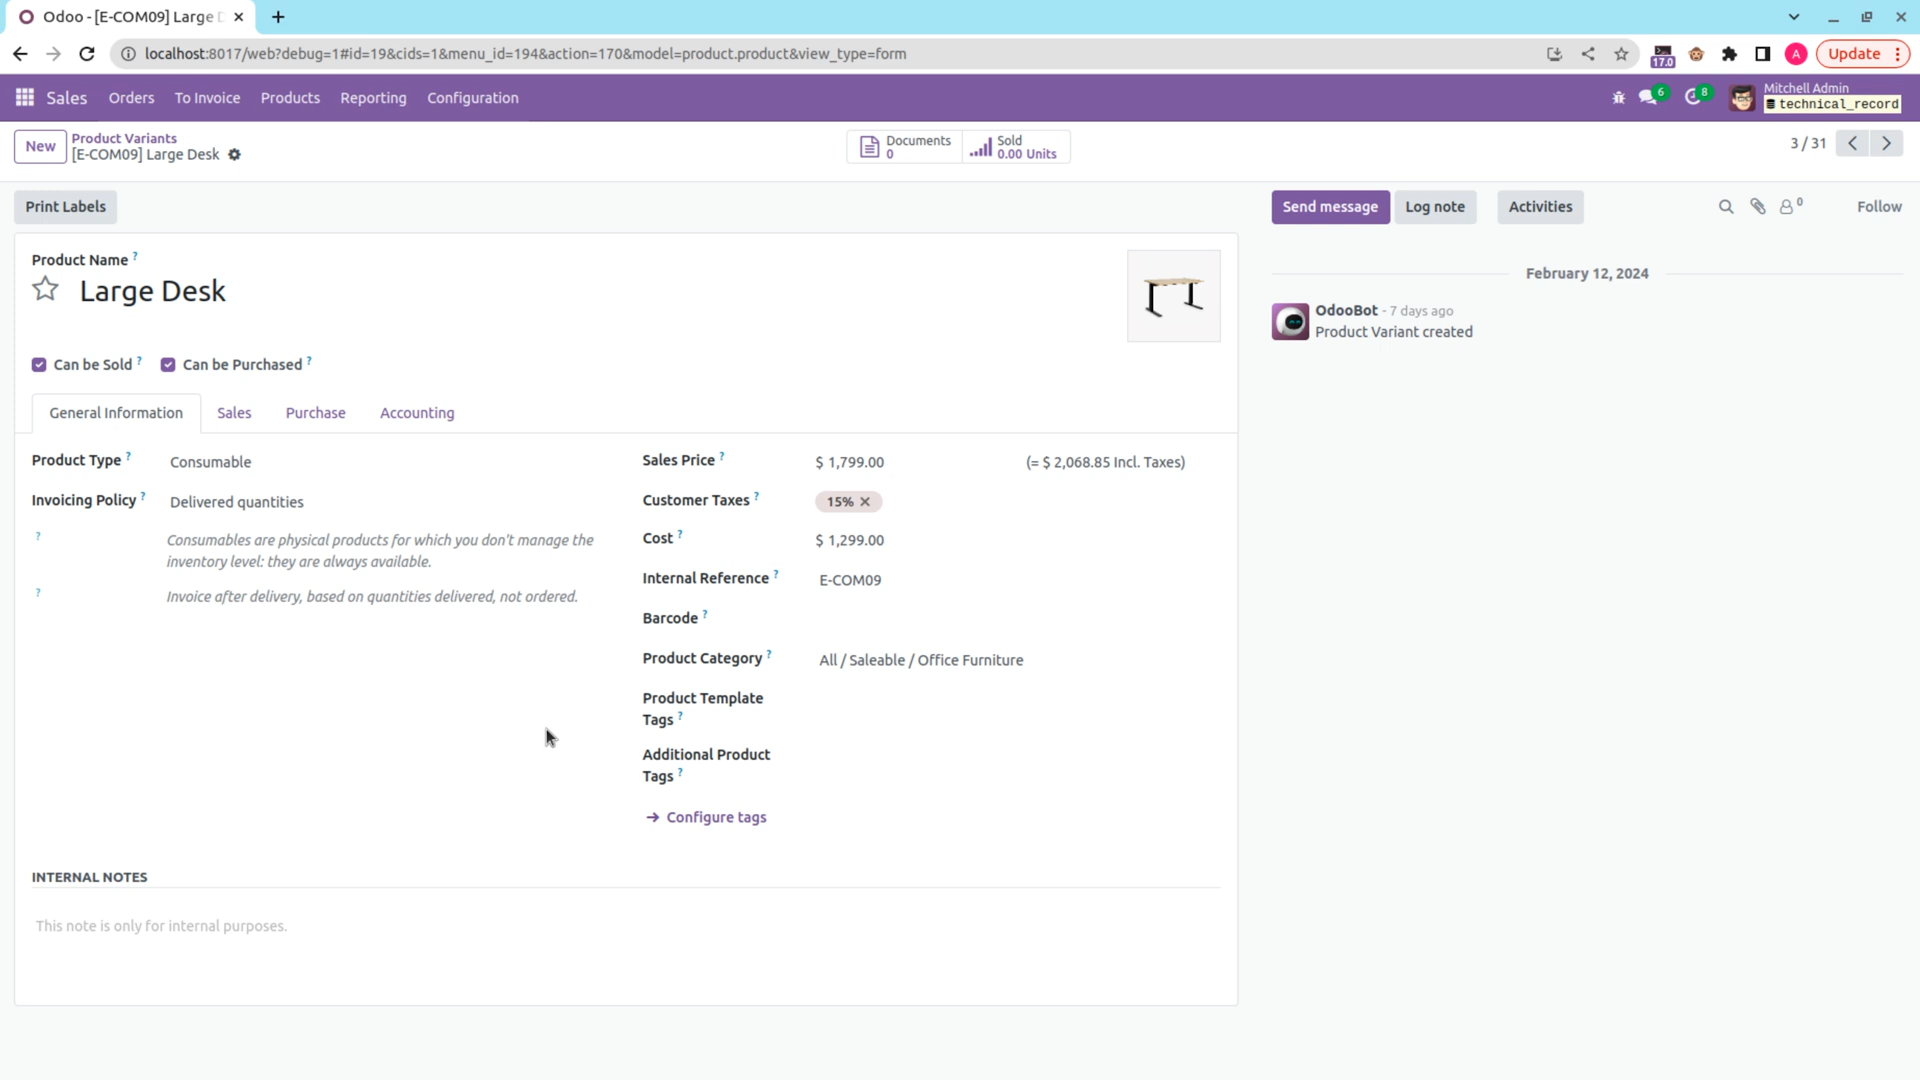 Odoo - [E-COM09] Large D
localhost:8017/web?debug=1#id=19&cids=1&menu_id=194&action=170&model=product.product&view_type=form
17.0
A
Update
Sales Orders To Invoice Products Reporting Configuration
6
8
Mitchell Admin
technical_record
New
Product Variants
[E-COM09] Large Desk
Documents
0
Sold
0.00 Units
3 / 31
Print Labels
Send message
Log note
Activities
0
Follow
Product Name ?
Large Desk
Can be Sold ?
Can be Purchased ?
General Information Sales Purchase Accounting
Product Type ? Consumable
Invoicing Policy ? Delivered quantities
? Consumables are physical products for which you don't manage the
inventory level: they are always available.
? Invoice after delivery, based on quantities delivered, not ordered.
Sales Price ? $ 1,799.00 (= $ 2,068.85 Incl. Taxes)
Customer Taxes ? 15%
Cost ? $ 1,299.00
Internal Reference ? E-COM09
Barcode ?
Product Category ? All / Saleable / Office Furniture
Product Template
Tags ?
Additional Product
Tags ?
Configure tags
INTERNAL NOTES
This note is only for internal purposes.
February 12, 2024
OdooBot - 7 days ago
Product Variant created